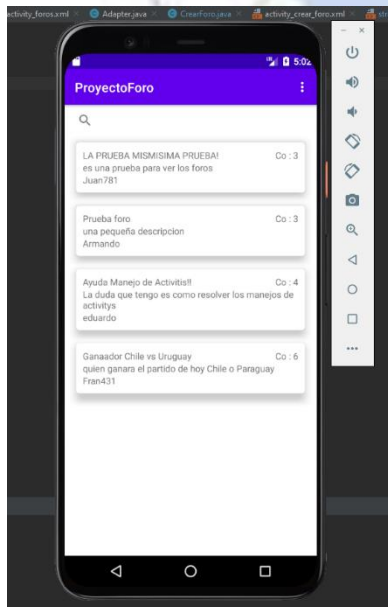 activity_foros.xml Adapter.java CrearForo.java activity_crear_foro.xml
5:02
ProyectoForo
LA PRUEBA MISMISIMA PRUEBA! Co : 3
es una prueba para ver los foros
Juan781
Prueba foro Co : 3
una pequeña descripcion
Armando
Ayuda Manejo de Activitis!! Co : 4
La duda que tengo es como resolver los manejos de
activitys
eduardo
Ganaador Chile vs Uruguay Co : 6
quien ganara el partido de hoy Chile o Paraguay
Fran431